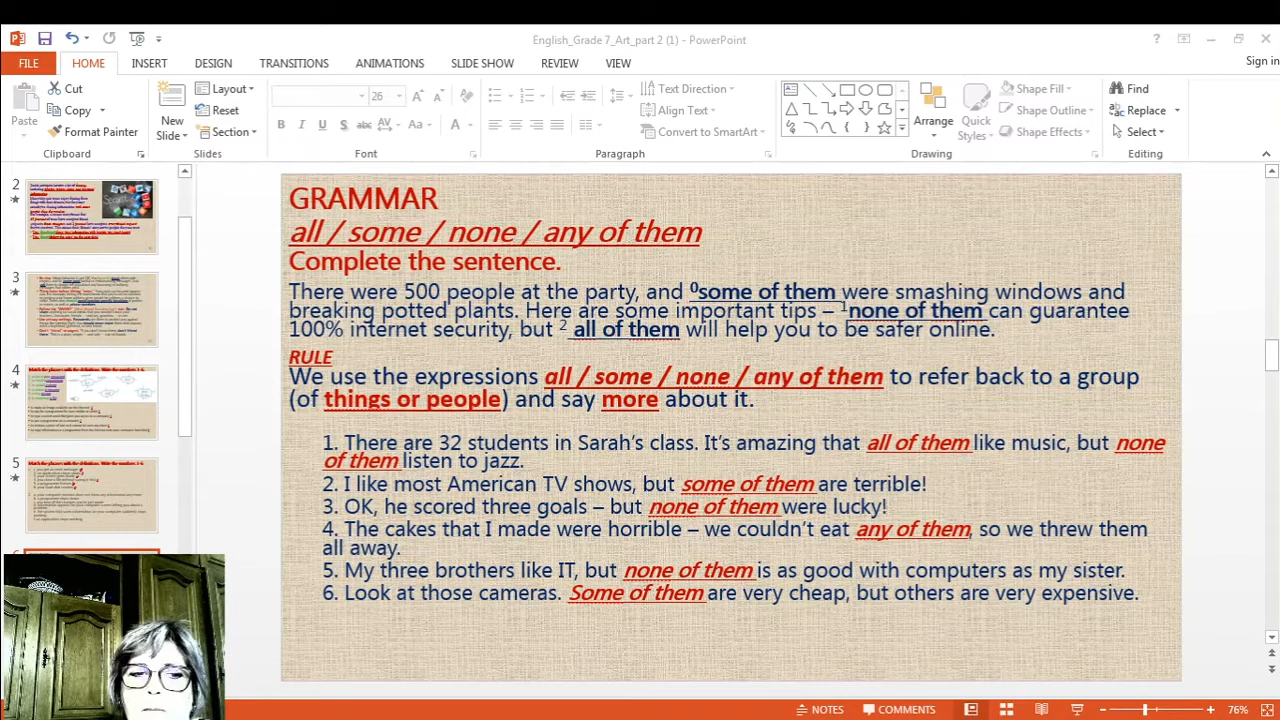 English_Grade 7_Art_part 2 (1) - PowerPoint
Sign in
FILE HOME INSERT DESIGN TRANSITIONS ANIMATIONS SLIDE SHOW REVIEW VIEW
Paste
Cut
Copy
Format Painter
Clipboard
New Slide
Layout
Reset
Section
Slides
26
B I U S abc AV Aa A
Font
Text Direction
Align Text
Convert to SmartArt
Paragraph
Arrange
Quick Styles
Shape Fill
Shape Outline
Shape Effects
Drawing
Find
Replace
Select
Editing
2
3
4
5
GRAMMAR
all / some / none / any of them
Complete the sentence.
There were 500 people at the party, and ⁰some of them were smashing windows and
breaking potted plants. Here are some important tips – ¹none of them can guarantee
100% internet security, but ² all of them will help you to be safer online.
RULE
We use the expressions all / some / none / any of them to refer back to a group
(of things or people) and say more about it.
1. There are 32 students in Sarah's class. It's amazing that all of them like music, but none
of them listen to jazz.
2. I like most American TV shows, but some of them are terrible!
3. OK, he scored three goals – but none of them were lucky!
4. The cakes that I made were horrible – we couldn't eat any of them, so we threw them
all away.
5. My three brothers like IT, but none of them is as good with computers as my sister.
6. Look at those cameras. Some of them are very cheap, but others are very expensive.
NOTES COMMENTS 76%